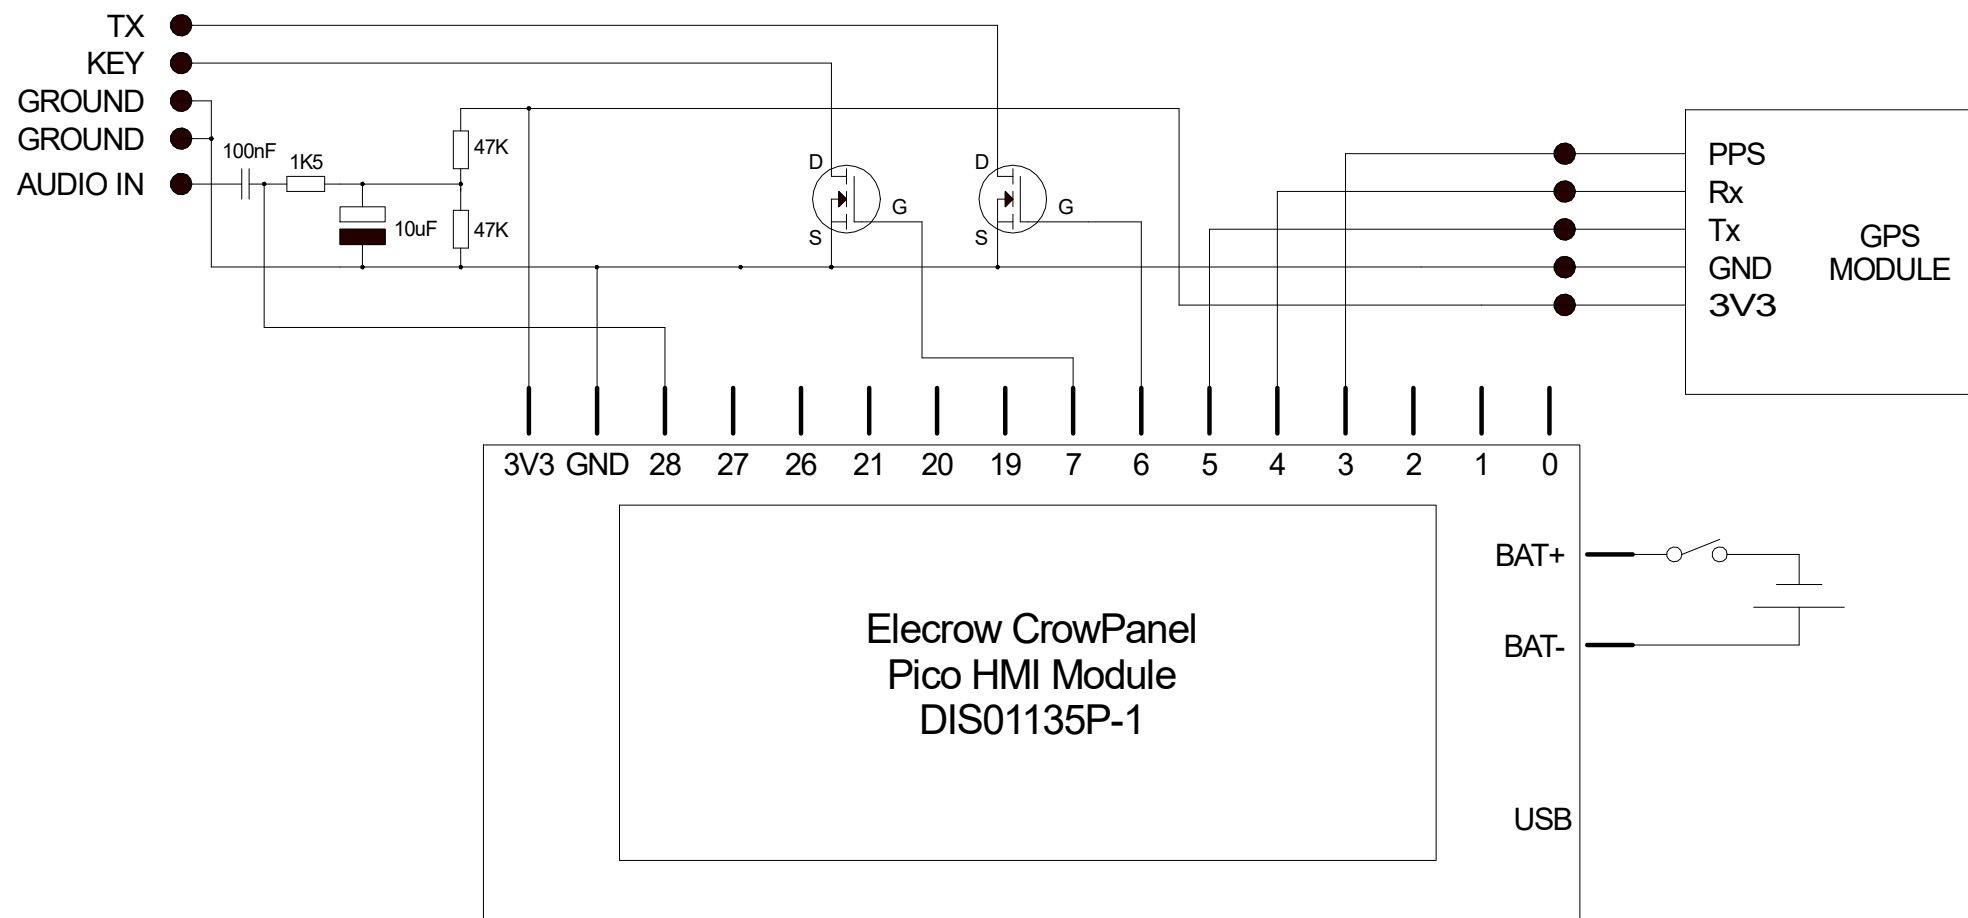 TX
KEY
GROUND
GROUND
AUDIO IN
100nF
1K5
10uF
47K
47K
D
G
S
D
G
S
PPS
Rx
Tx
GND
3V3
GPS
MODULE
3V3 GND 28 27 26 21 20 19 7 6 5 4 3 2 1 0
BAT+
BAT-
USB
Elecrow CrowPanel
Pico HMI Module
DIS01135P-1